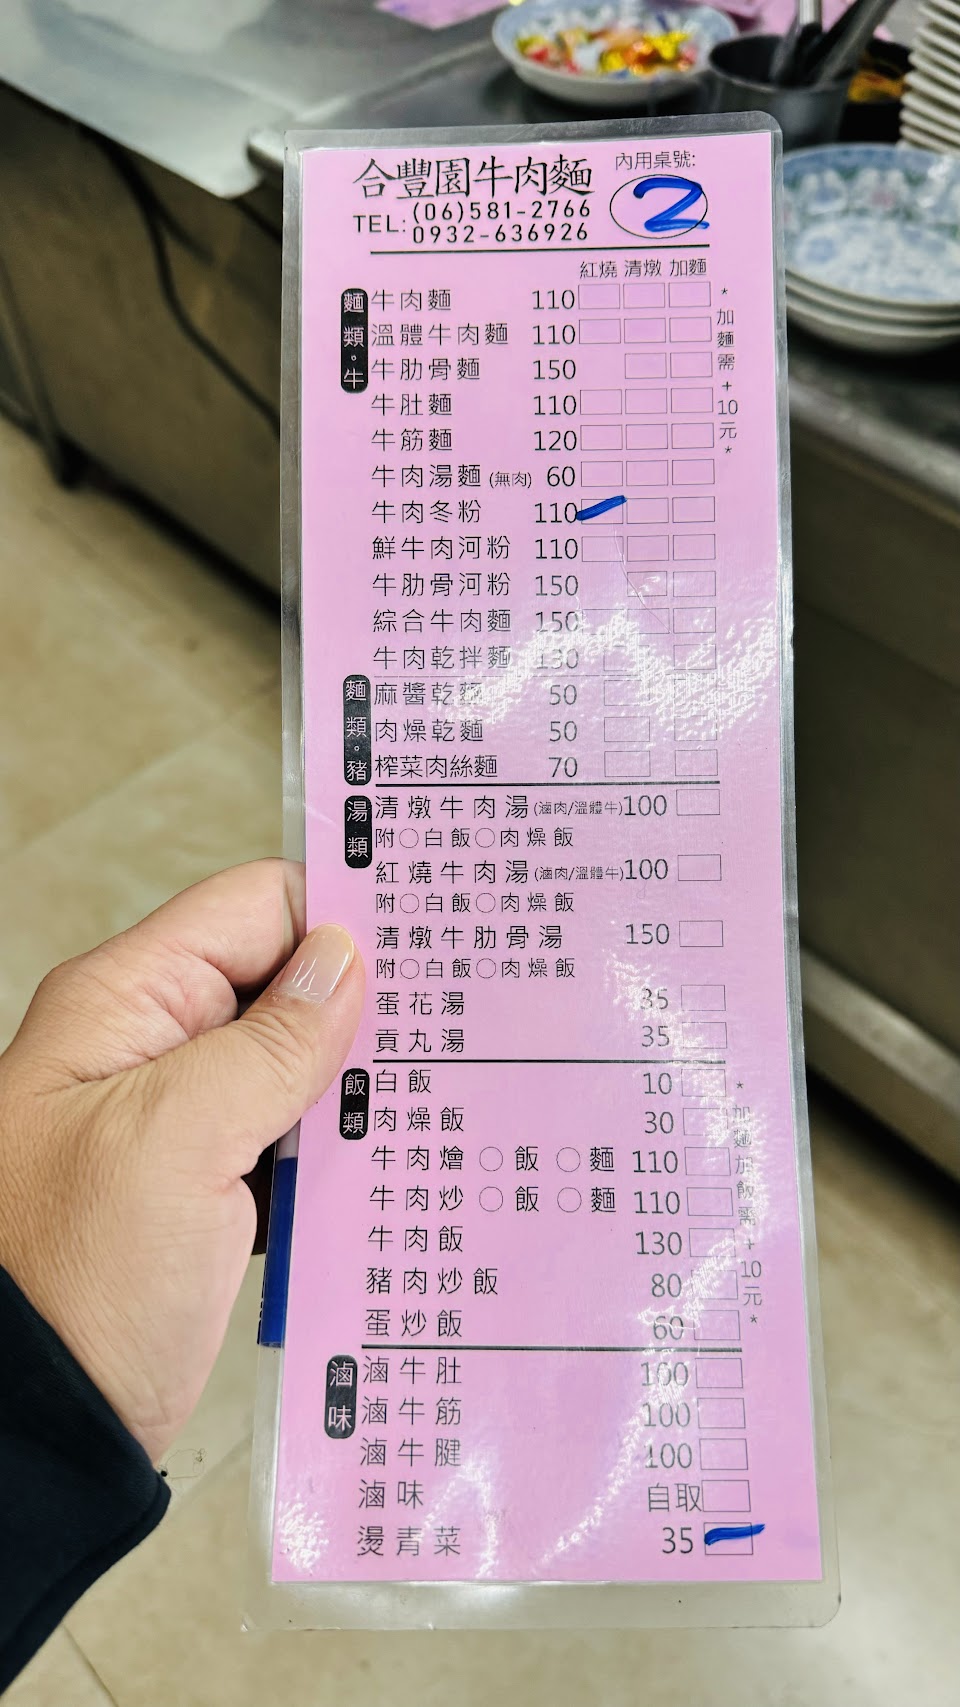 合豐園牛肉麵 內用桌號:
TEL: (06)581-2766 2
0932-636926
紅燒 清燉 加麵
麵類。牛
牛肉麵 110
溫體牛肉麵 110
牛肋骨麵 150
牛肚麵 110
牛筋麵 120
牛肉湯麵 (無肉) 60
牛肉冬粉 110
鮮牛肉河粉 110
牛肋骨河粉 150
綜合牛肉麵 150
牛肉乾拌麵 130
*加麵需+10元*
麵類。豬
麻醬乾麵 50
肉燥乾麵 50
榨菜肉絲麵 70
湯類
清燉牛肉湯(滷肉/溫體牛)100
附○白飯○肉燥飯
紅燒牛肉湯(滷肉/溫體牛)100
附○白飯○肉燥飯
清燉牛肋骨湯 150
附○白飯○肉燥飯
蛋花湯 35
貢丸湯 35
飯類
白飯 10
肉燥飯 30
牛肉燴○飯○麵 110
牛肉炒○飯○麵 110
牛肉飯 130
豬肉炒飯 80
蛋炒飯 60
*加麵加飯需+10元*
滷味
滷牛肚 100
滷牛筋 100
滷牛腱 100
滷味 自取
燙青菜 35